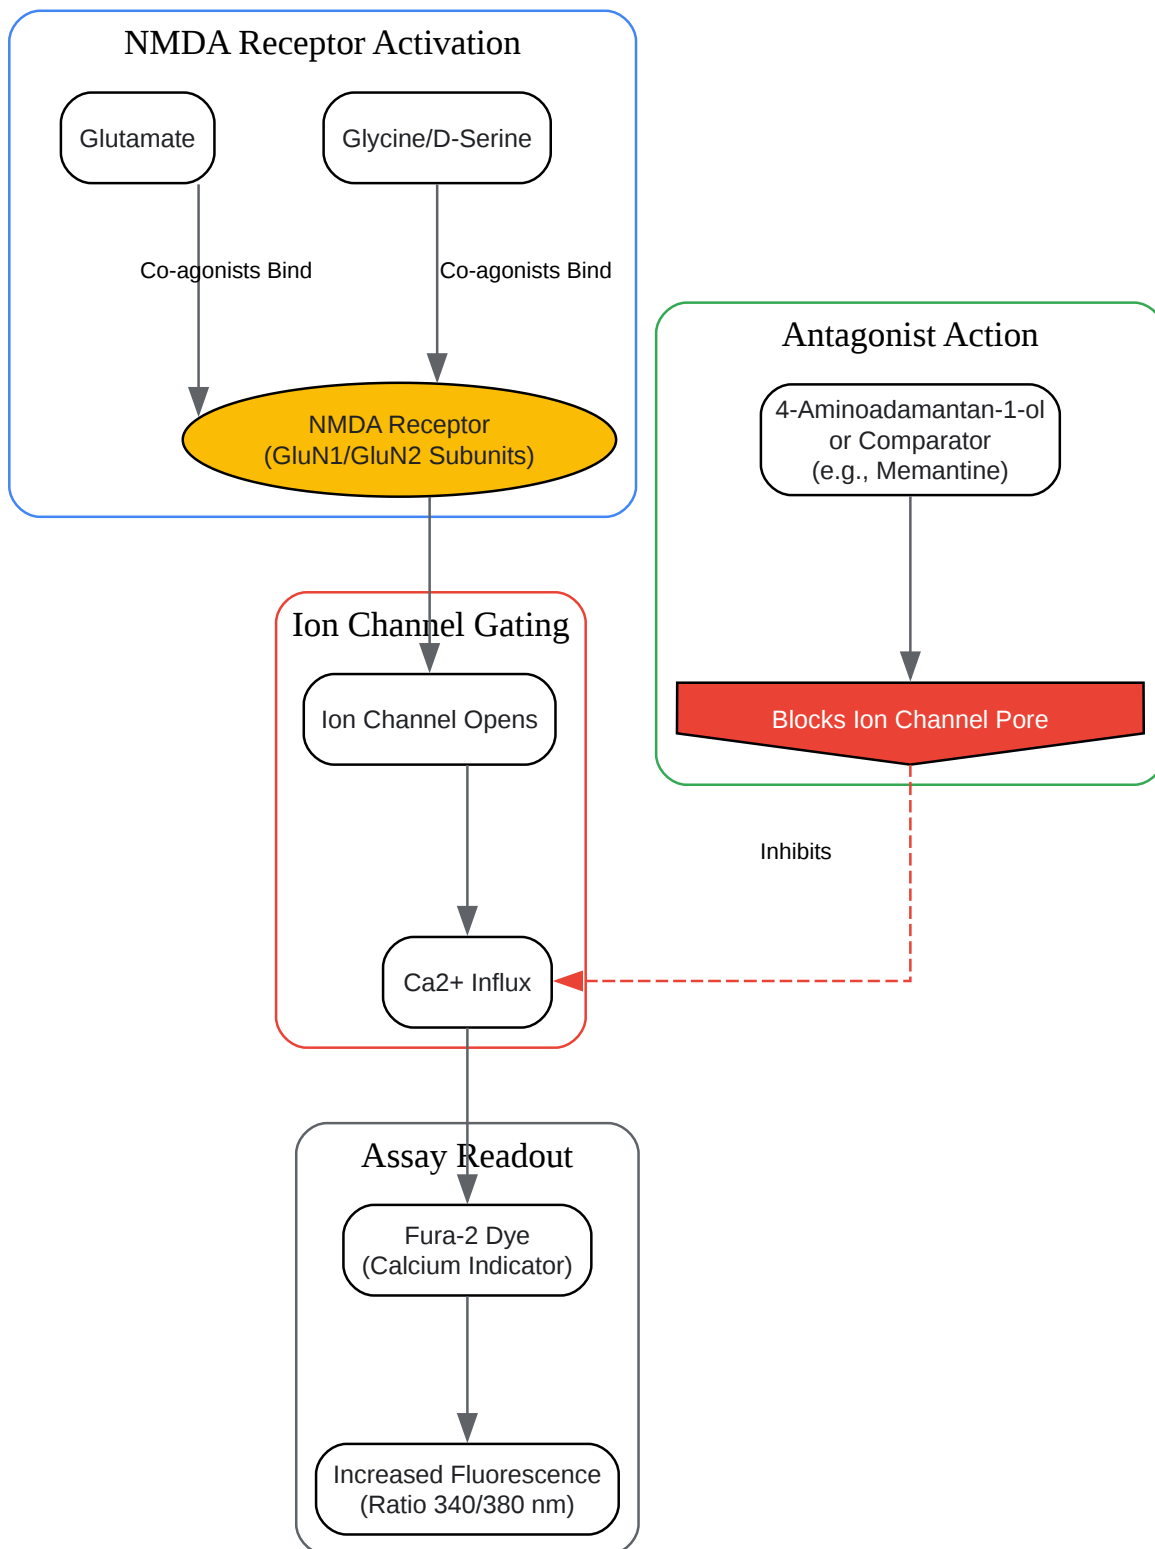 NMDA Receptor Activation
Glutamate
Glycine/D-Serine
Co-agonists Bind
Co-agonists Bind
NMDA Receptor
(GluN1/GluN2 Subunits)
Antagonist Action
4-Aminoadamantan-1-ol
or Comparator
(e.g., Memantine)
Ion Channel Gating
Ion Channel Opens
Blocks Ion Channel Pore
Inhibits
Ca2+ Influx
Assay Readout
Fura-2 Dye
(Calcium Indicator)
Increased Fluorescence
(Ratio 340/380 nm)